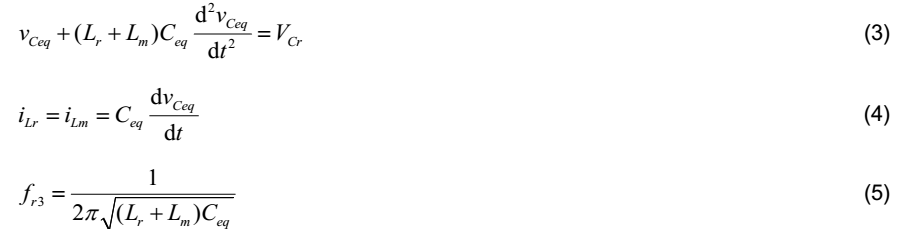 v_{Ceq} + (L_r + L_m)C_{eq} \frac{d^2 v_{Ceq}}{dt^2} = V_{Cr} (3)
i_{Lr} = i_{Lm} = C_{eq} \frac{dv_{Ceq}}{dt} (4)
f_{r3} = \frac{1}{2\pi\sqrt{(L_r + L_m)C_{eq}}} (5)